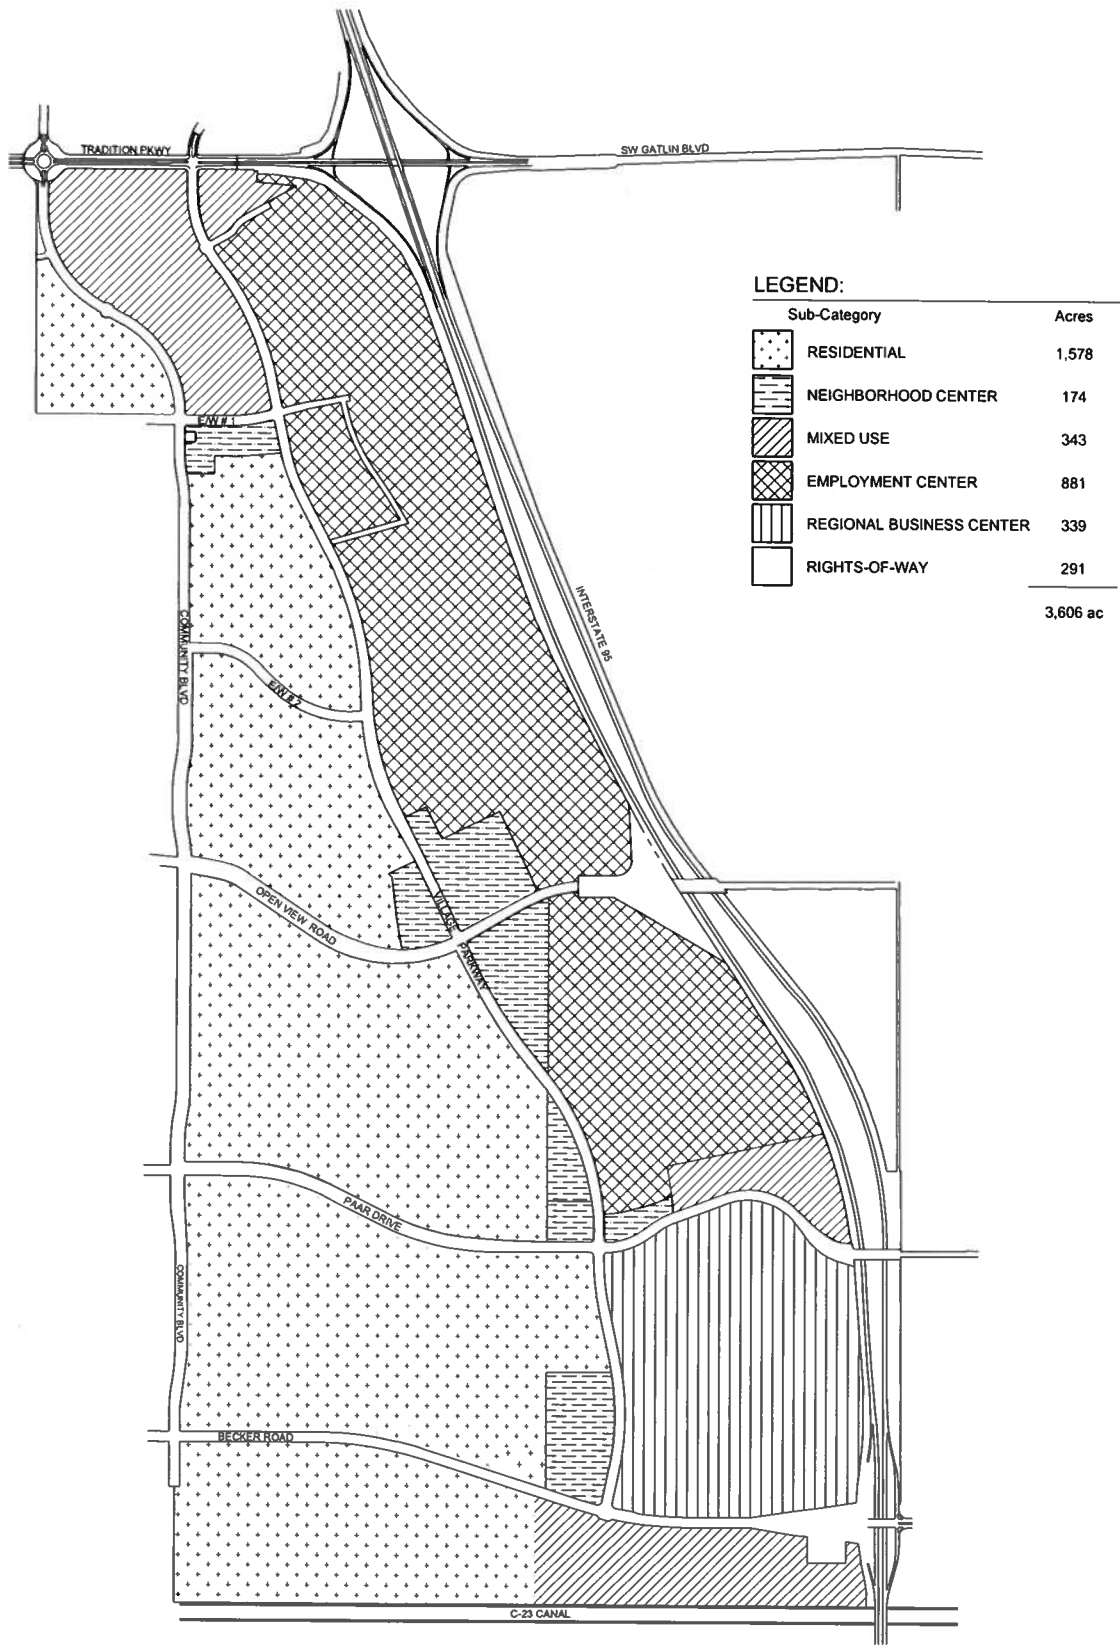 TRADITION PKWY
SW GATLIN BLVD
LEGEND:
Sub-Category Acres
RESIDENTIAL 1,578
NEIGHBORHOOD CENTER 174
MIXED USE 343
EMPLOYMENT CENTER 881
REGIONAL BUSINESS CENTER 339
RIGHTS-OF-WAY 291
3,606 ac
E/W # 1
INTERSTATE 95
COMMUNITY BLVD
E/W # 2
OPEN VIEW ROAD
VILLAGE PARKWAY
PAAR DRIVE
COMMUNITY BLVD
BECKER ROAD
C-23 CANAL